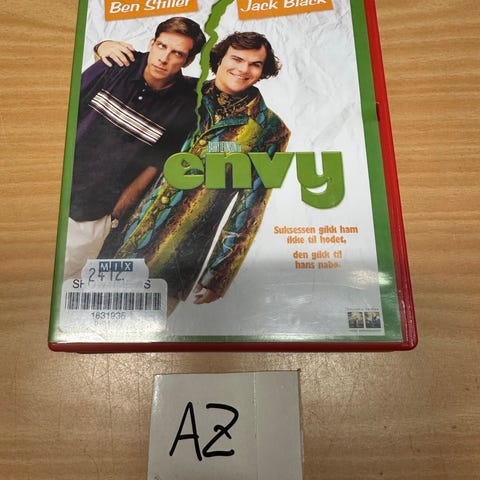 Ben Stiller
Jack Black
envy
Suksessen gikk ham
ikke til hodet,
den gikk til
hans nabo.
MIX
2412
1631936
AZ